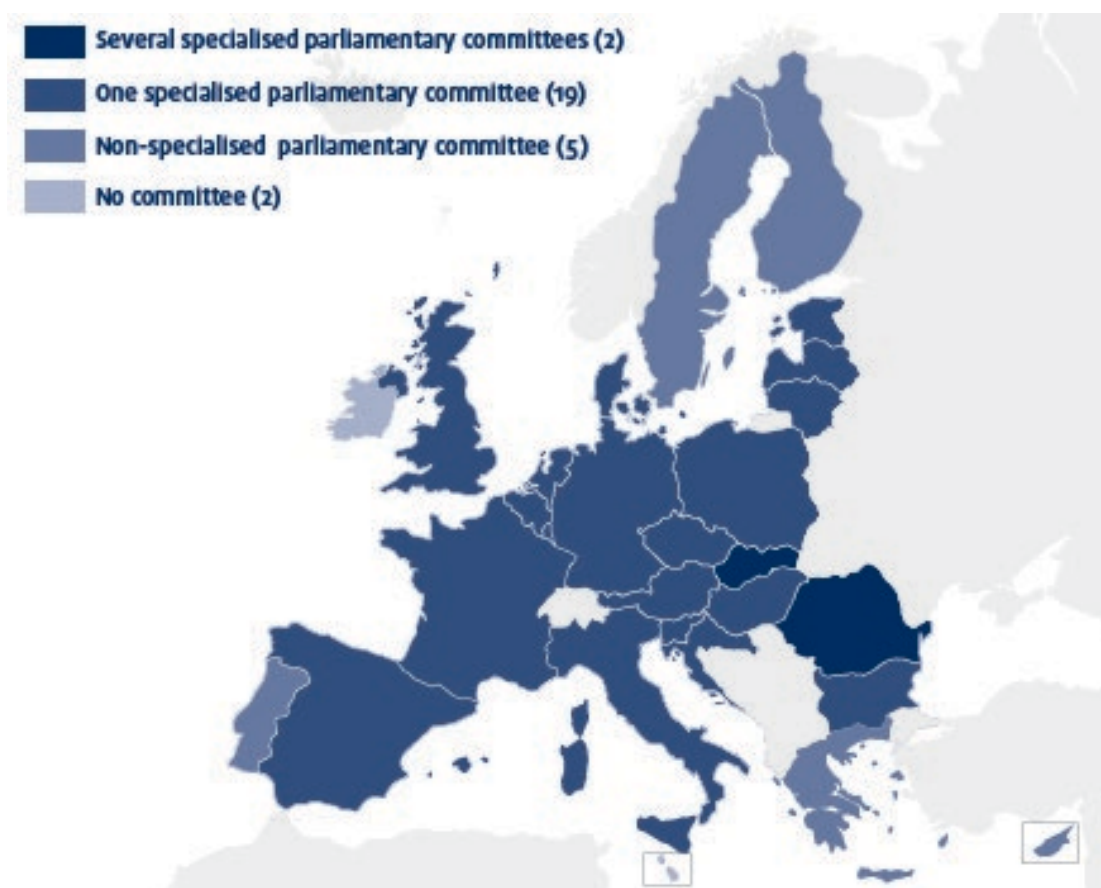 Several specialised parliamentary committees (2)
One specialised parliamentary committee (19)
Non-specialised parliamentary committee (5)
No committee (2)